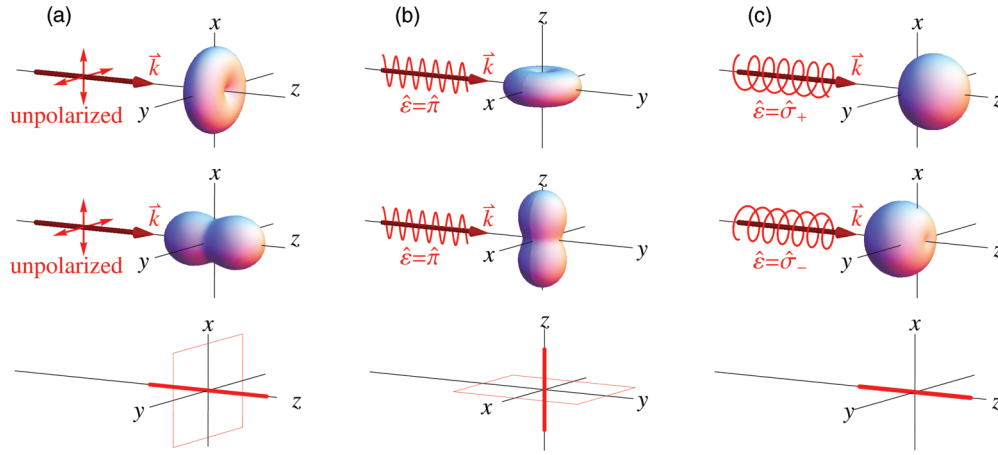 (a)
x
k⃗
unpolarized
y
z
(b)
z
k⃗
ε̂=π̂
x
y
(c)
x
k⃗
ε̂=σ̂₊
y
z
x
k⃗
unpolarized
y
z
z
k⃗
ε̂=π̂
x
y
x
k⃗
ε̂=σ̂₋
y
z
x
y
z
z
x
y
x
y
z